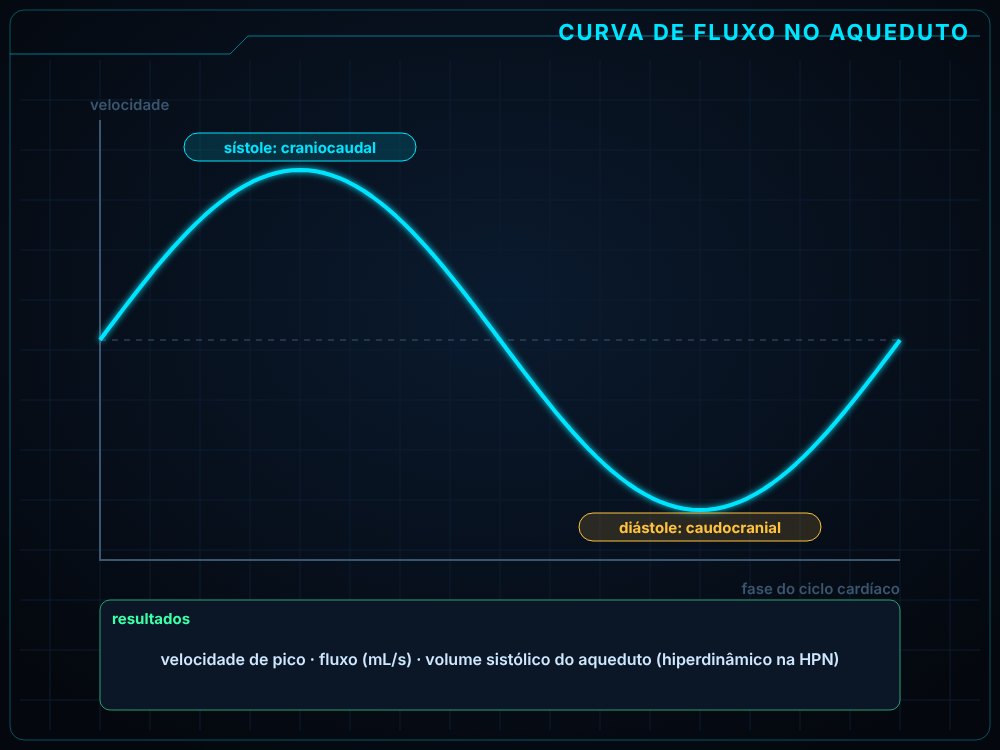 CURVA DE FLUXO NO AQUEDUTO
velocidade
sístole: craniocaudal
diástole: caudocranial
fase do ciclo cardíaco
resultados
velocidade de pico · fluxo (mL/s) · volume sistólico do aqueduto (hiperdinâmico na HPN)